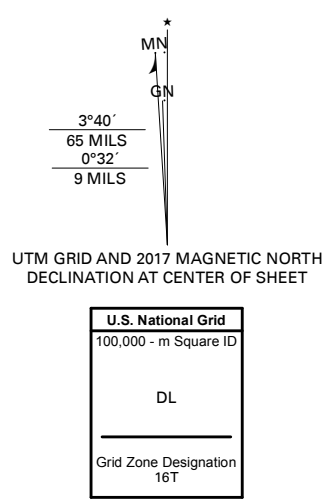 MN
GN
3°40´
65 MILS
0°32´
9 MILS
UTM GRID AND 2017 MAGNETIC NORTH
DECLINATION AT CENTER OF SHEET
U.S. National Grid
100,000 - m Square ID
DL
Grid Zone Designation
16T